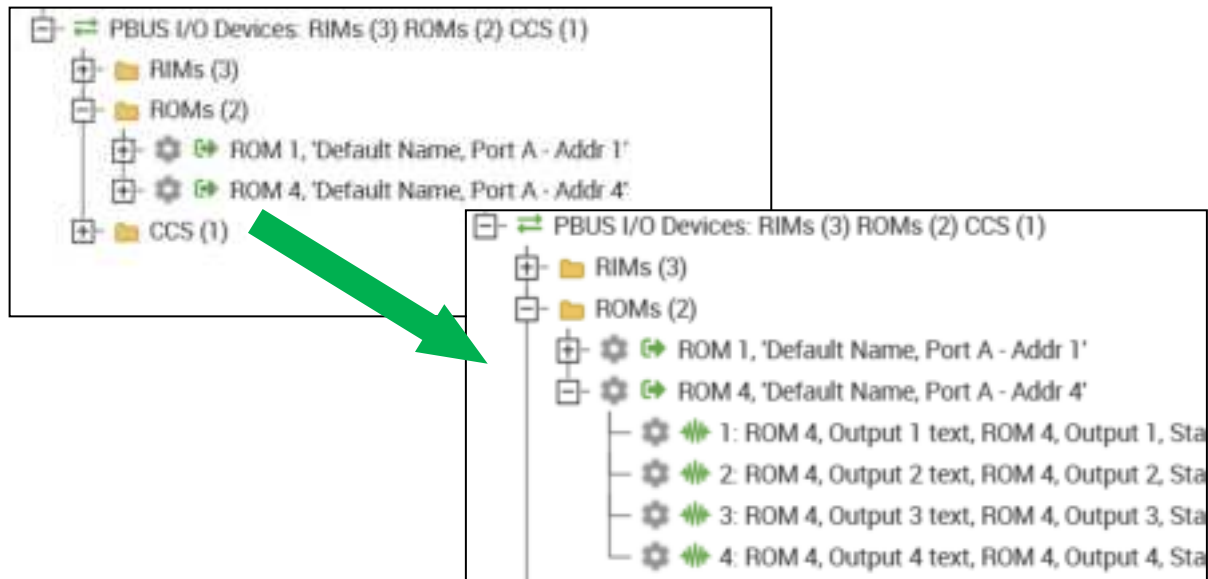 PBUS I/O Devices: RIMs (3) ROMs (2) CCS (1)
RIMs (3)
ROMs (2)
ROM 1, 'Default Name, Port A - Addr 1'
ROM 4, 'Default Name, Port A - Addr 4'
CCS (1)
PBUS I/O Devices: RIMs (3) ROMs (2) CCS (1)
RIMs (3)
ROMs (2)
ROM 1, 'Default Name, Port A - Addr 1'
ROM 4, 'Default Name, Port A - Addr 4'
1: ROM 4, Output 1 text, ROM 4, Output 1, Sta
2: ROM 4, Output 2 text, ROM 4, Output 2, Sta
3: ROM 4, Output 3 text, ROM 4, Output 3, Sta
4: ROM 4, Output 4 text, ROM 4, Output 4, Sta